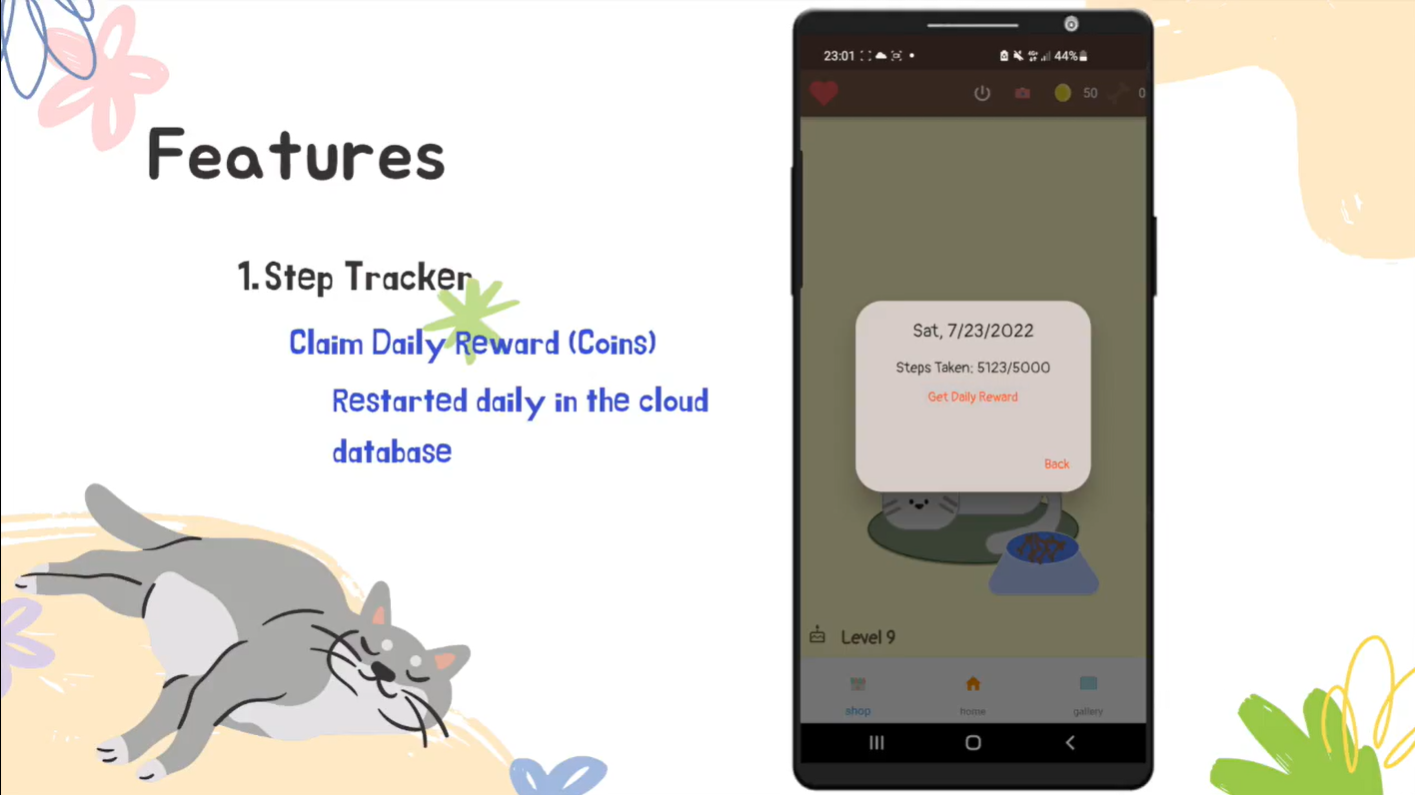 Features
1. Step Tracker
Claim Daily Reward (Coins)
Restarted daily in the cloud
database
23:01
44%
50
0
Sat, 7/23/2022
Steps Taken: 5123/5000
Get Daily Reward
Back
Level 9
shop
home
gallery